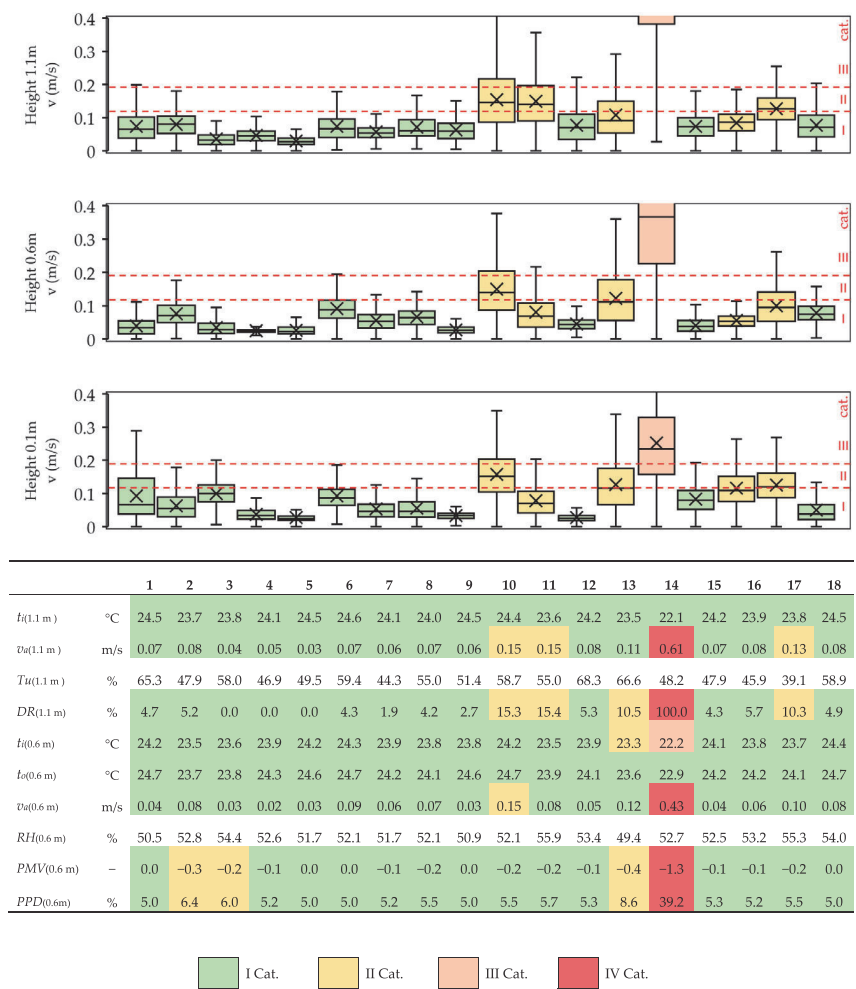 Height 1.1m
v (m/s)
0.4
0.3
0.2
0.1
0
cat.
III
II
I
Height 0.6m
v (m/s)
0.4
0.3
0.2
0.1
0
Cat.
III
II
I
Height 0.1m
v (m/s)
0.4
0.3
0.2
0.1
0
cat.
III
II
I
1 2 3 4 5 6 7 8 9 10 11 12 13 14 15 16 17 18
ti(1.1 m ) °C 24.5 23.7 23.8 24.1 24.5 24.6 24.1 24.0 24.5 24.4 23.6 24.2 23.5 22.1 24.2 23.9 23.8 24.5
va(1.1 m ) m/s 0.07 0.08 0.04 0.05 0.03 0.07 0.06 0.07 0.06 0.15 0.15 0.08 0.11 0.61 0.07 0.08 0.13 0.08
Tu(1.1 m ) % 65.3 47.9 58.0 46.9 49.5 59.4 44.3 55.0 51.4 58.7 55.0 68.3 66.6 48.2 47.9 45.9 39.1 58.9
DR(1.1 m) % 4.7 5.2 0.0 0.0 0.0 4.3 1.9 4.2 2.7 15.3 15.4 5.3 10.5 100.0 4.3 5.7 10.3 4.9
ti(0.6 m) °C 24.2 23.5 23.6 23.9 24.2 24.3 23.9 23.8 23.8 24.2 23.5 23.9 23.3 22.2 24.1 23.8 23.7 24.4
to(0.6 m) °C 24.7 23.7 23.8 24.3 24.6 24.7 24.2 24.1 24.6 24.7 23.9 24.1 23.6 22.9 24.2 24.2 24.1 24.7
va(0.6 m) m/s 0.04 0.08 0.03 0.02 0.03 0.09 0.06 0.07 0.03 0.15 0.08 0.05 0.12 0.43 0.04 0.06 0.10 0.08
RH(0.6 m) % 50.5 52.8 54.4 52.6 51.7 52.1 51.7 52.1 50.9 52.1 55.9 53.4 49.4 52.7 52.5 53.2 55.3 54.0
PMV(0.6 m) – 0.0 −0.3 −0.2 −0.1 0.0 0.0 −0.1 −0.1 0.0 −0.2 −0.2 −0.1 −0.4 −1.3 −0.1 −0.1 −0.2 0.0
PPD(0.6m) % 5.0 6.4 6.0 5.2 5.0 5.0 5.2 5.5 5.0 5.5 5.7 5.3 8.6 39.2 5.3 5.2 5.5 5.0
I Cat. II Cat. III Cat. IV Cat.